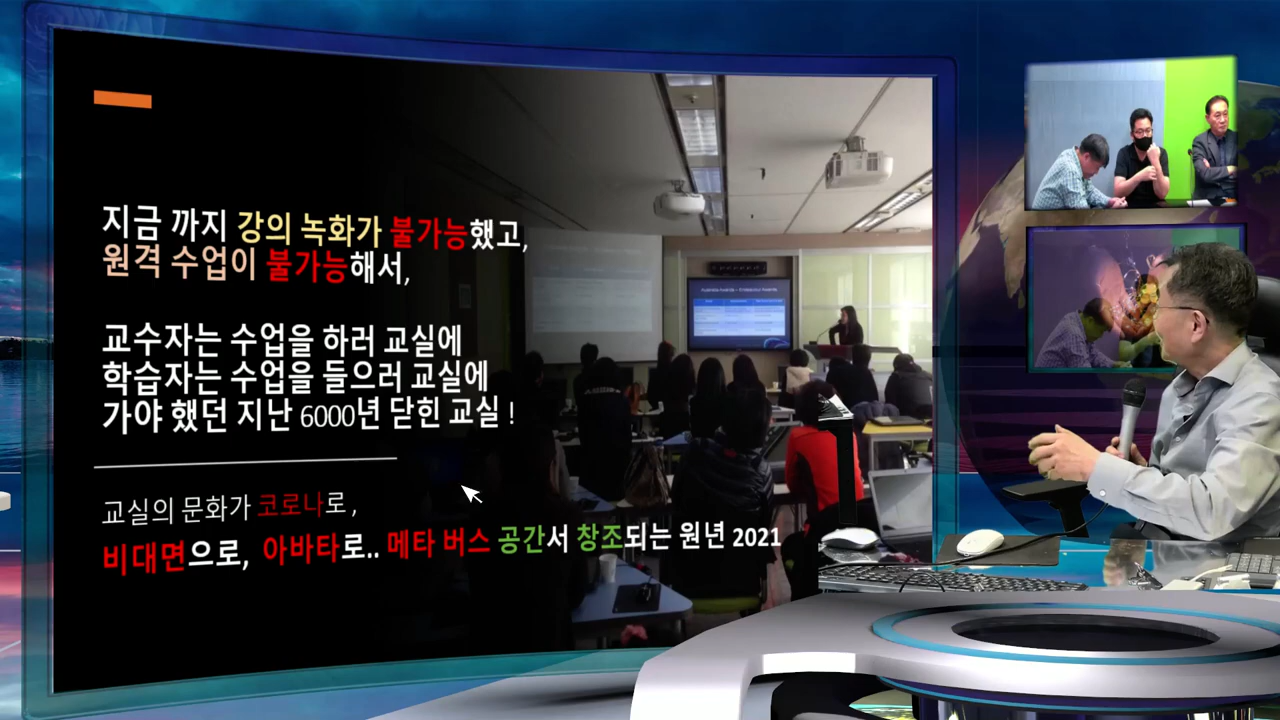 지금 까지 강의 녹화가 불가능했고,
원격 수업이 불가능해서,
교수자는 수업을 하러 교실에
학습자는 수업을 들으러 교실에
가야 했던 지난 6000년 닫힌 교실 !
교실의 문화가 코로나로 ,
비대면으로, 아바타로.. 메타 버스 공간서 창조되는 원년 2021